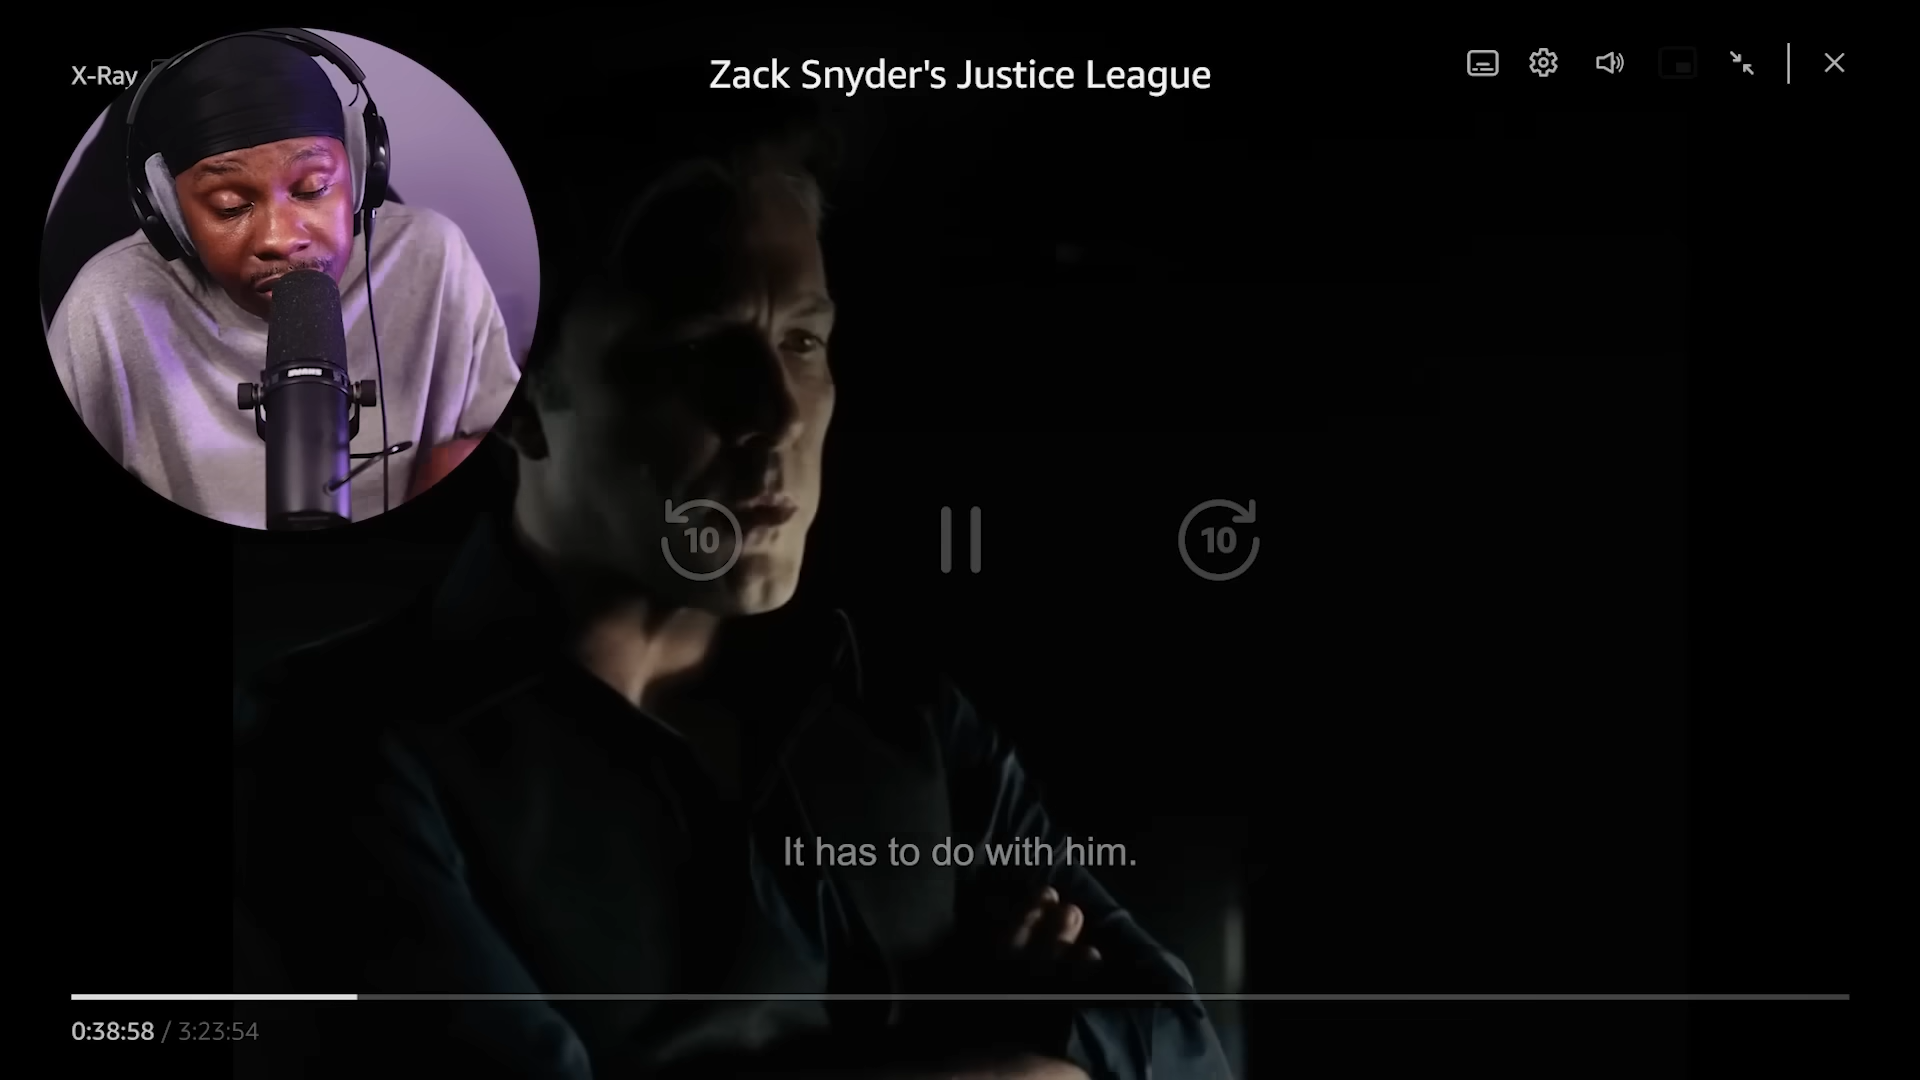 X-Ray
Zack Snyder's Justice League
10
10
It has to do with him.
0:38:58 / 3:23:54